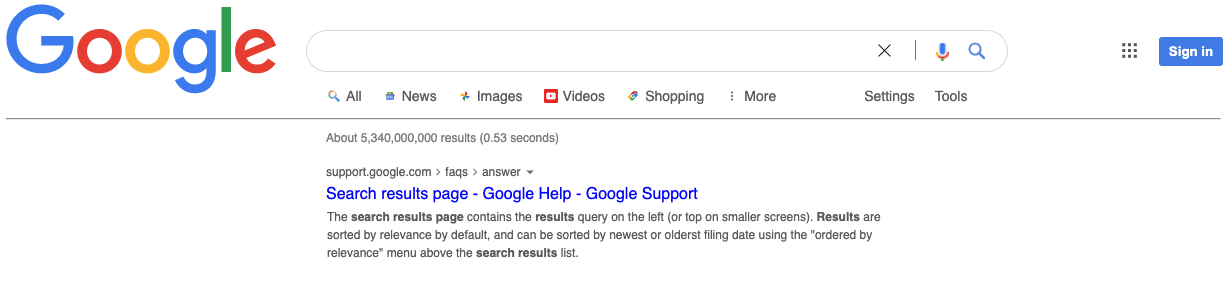 Google
Sign in
All News Images Videos Shopping More Settings Tools
About 5,340,000,000 results (0.53 seconds)
support.google.com › faqs › answer
Search results page - Google Help - Google Support
The search results page contains the results query on the left (or top on smaller screens). Results are
sorted by relevance by default, and can be sorted by newest or olderst filing date using the "ordered by
relevance" menu above the search results list.